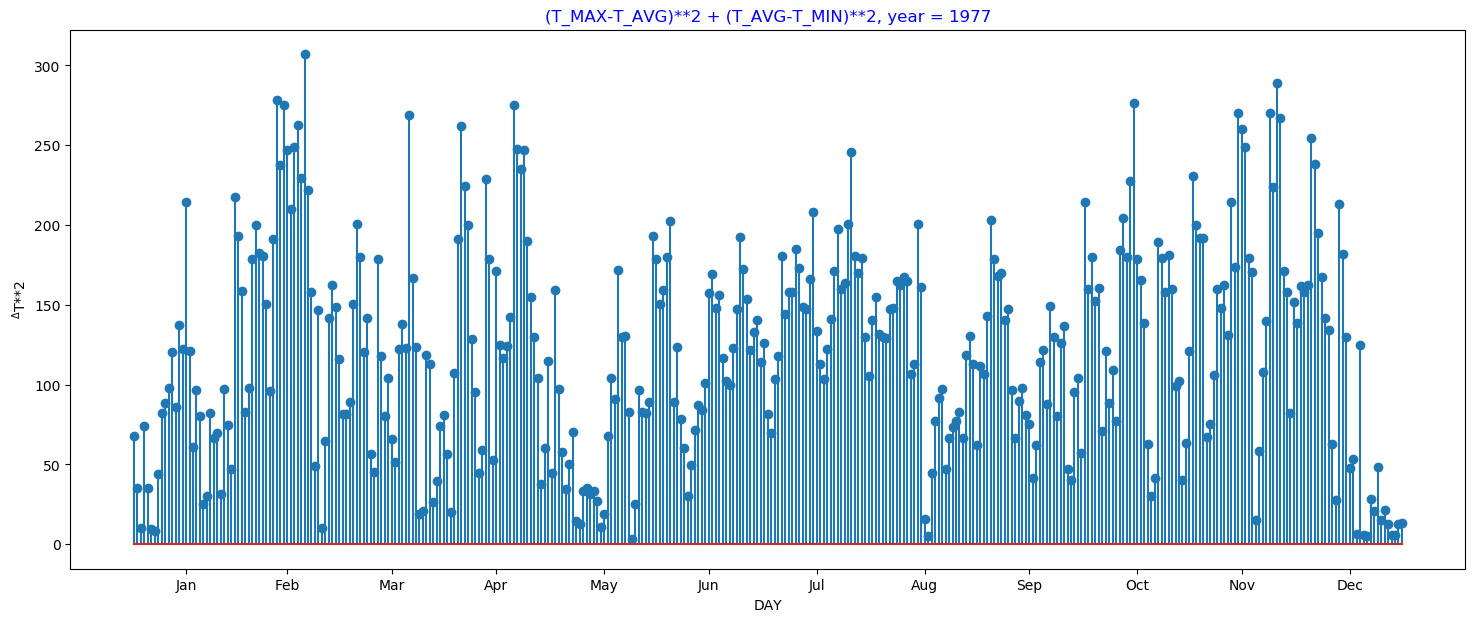 (T_MAX-T_AVG)**2 + (T_AVG-T_MIN)**2, year = 1977
ΔT**2
300
250
200
150
100
50
0
Jan Feb Mar Apr May Jun Jul Aug Sep Oct Nov Dec
DAY